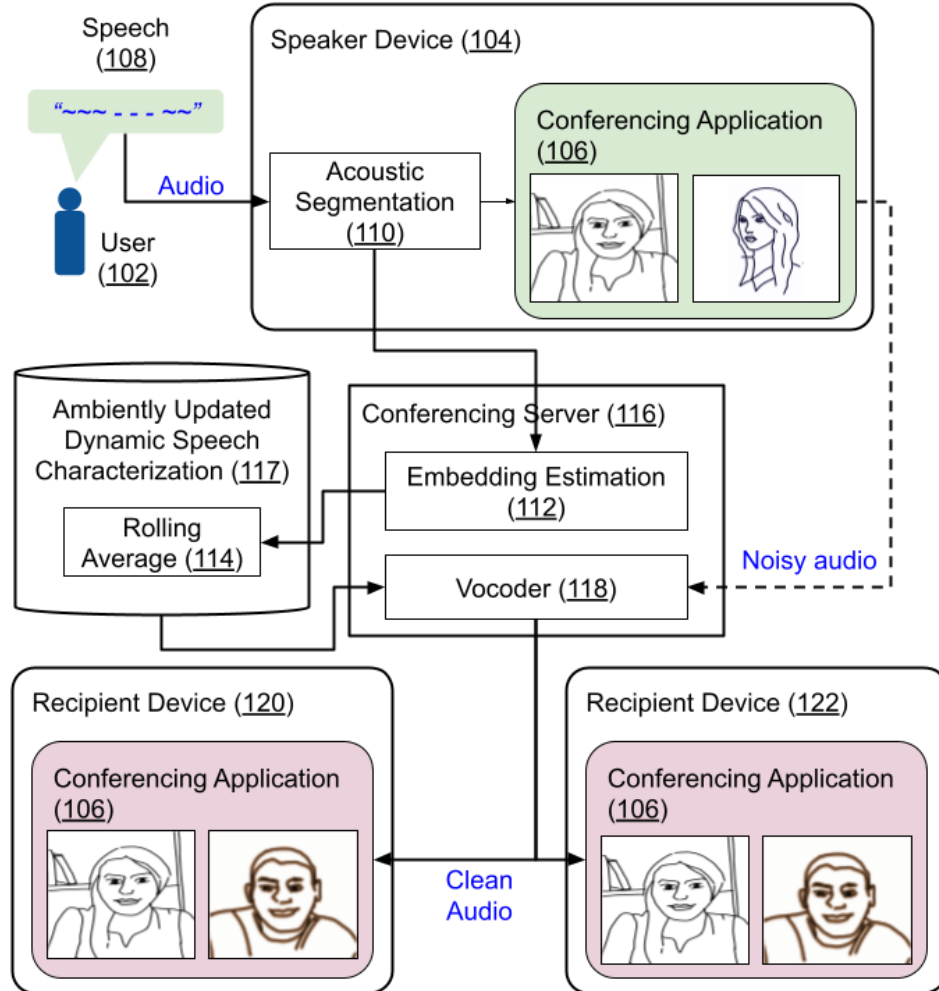 Speech
(108)
“~~~ - - - ~~”
Audio
User
(102)
Speaker Device (104)
Acoustic
Segmentation
(110)
Conferencing Application
(106)
Ambiently Updated
Dynamic Speech
Characterization (117)
Rolling
Average (114)
Conferencing Server (116)
Embedding Estimation
(112)
Vocoder (118)
Noisy audio
Recipient Device (120)
Conferencing Application
(106)
Clean
Audio
Recipient Device (122)
Conferencing Application
(106)